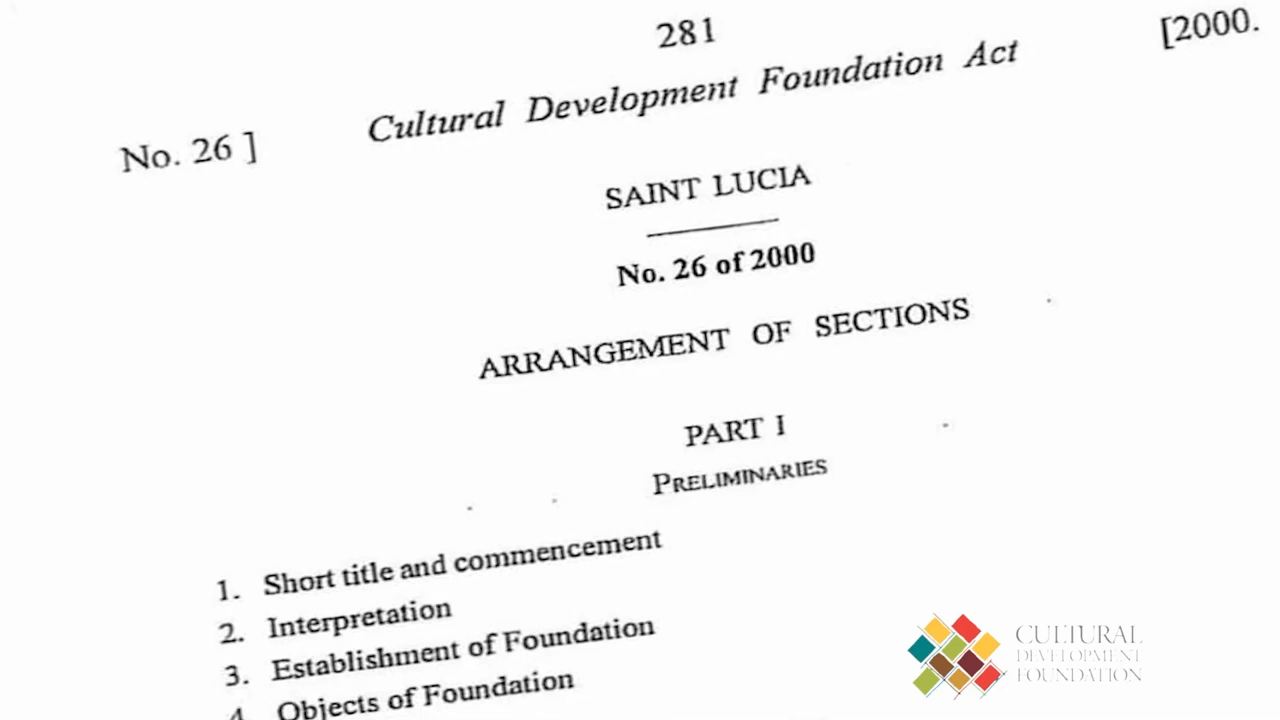 281
[2000.
No. 26 ]
Cultural Development Foundation Act
SAINT LUCIA
No. 26 of 2000
ARRANGEMENT OF SECTIONS
PART I
PRELIMINARIES
1. Short title and commencement
2. Interpretation
3. Establishment of Foundation
4. Objects of Foundation
CULTURAL
DEVELOPMENT
FOUNDATION